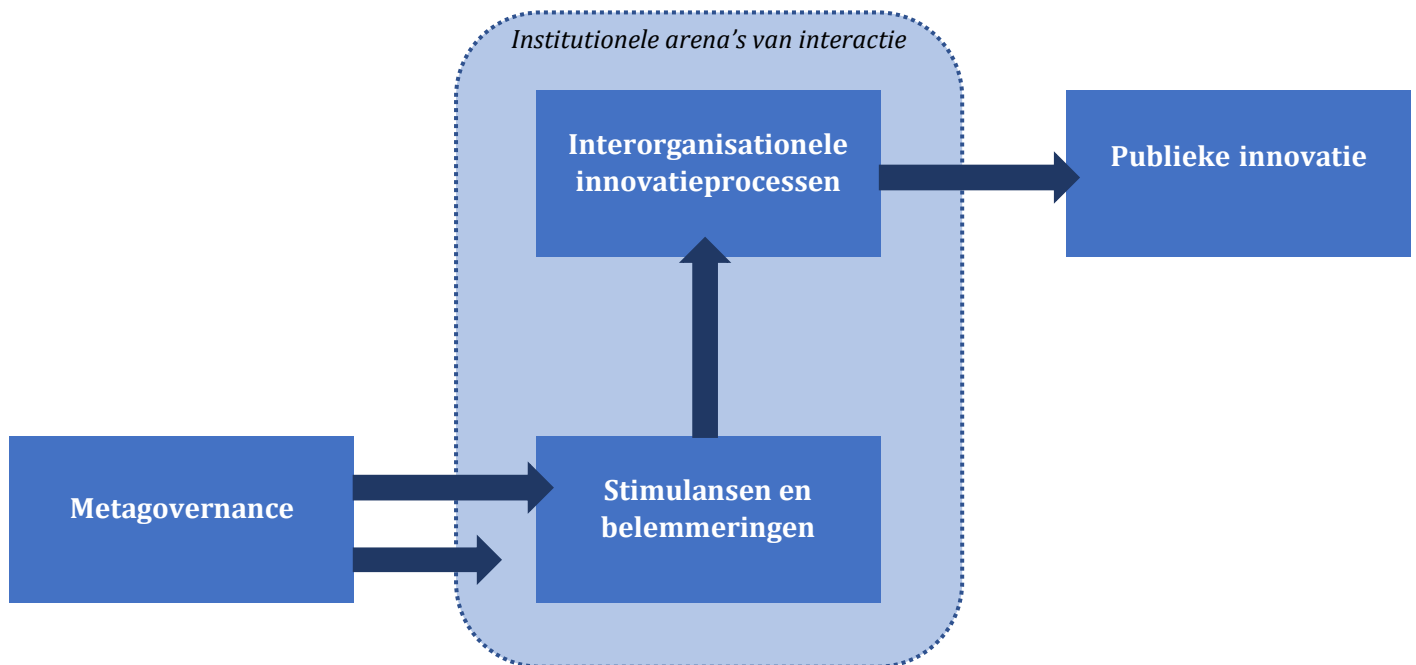 Institutionele arena’s van interactie
Interorganisationele
innovatieprocessen
Publieke innovatie
Metagovernance
Stimulansen en
belemmeringen